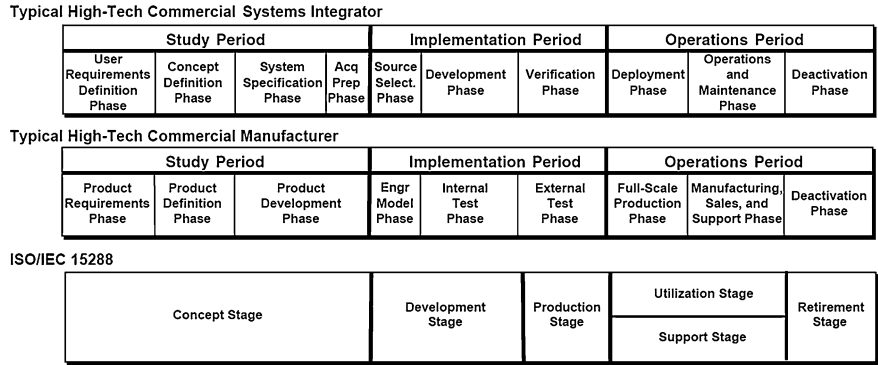 Typical High-Tech Commercial Systems Integrator
Study Period
Implementation Period
Operations Period
User
Requirements
Definition
Phase
Concept
Definition
Phase
System
Specification
Phase
Acq
Prep
Phase
Source
Select.
Phase
Development
Phase
Verification
Phase
Deployment
Phase
Operations
and
Maintenance
Phase
Deactivation
Phase
Typical High-Tech Commercial Manufacturer
Study Period
Implementation Period
Operations Period
Product
Requirements
Phase
Product
Definition
Phase
Product
Development
Phase
Engr
Model
Phase
Internal
Test
Phase
External
Test
Phase
Full-Scale
Production
Phase
Manufacturing,
Sales, and
Support Phase
Deactivation
Phase
ISO/IEC 15288
Concept Stage
Development
Stage
Production
Stage
Utilization Stage
Support Stage
Retirement
Stage